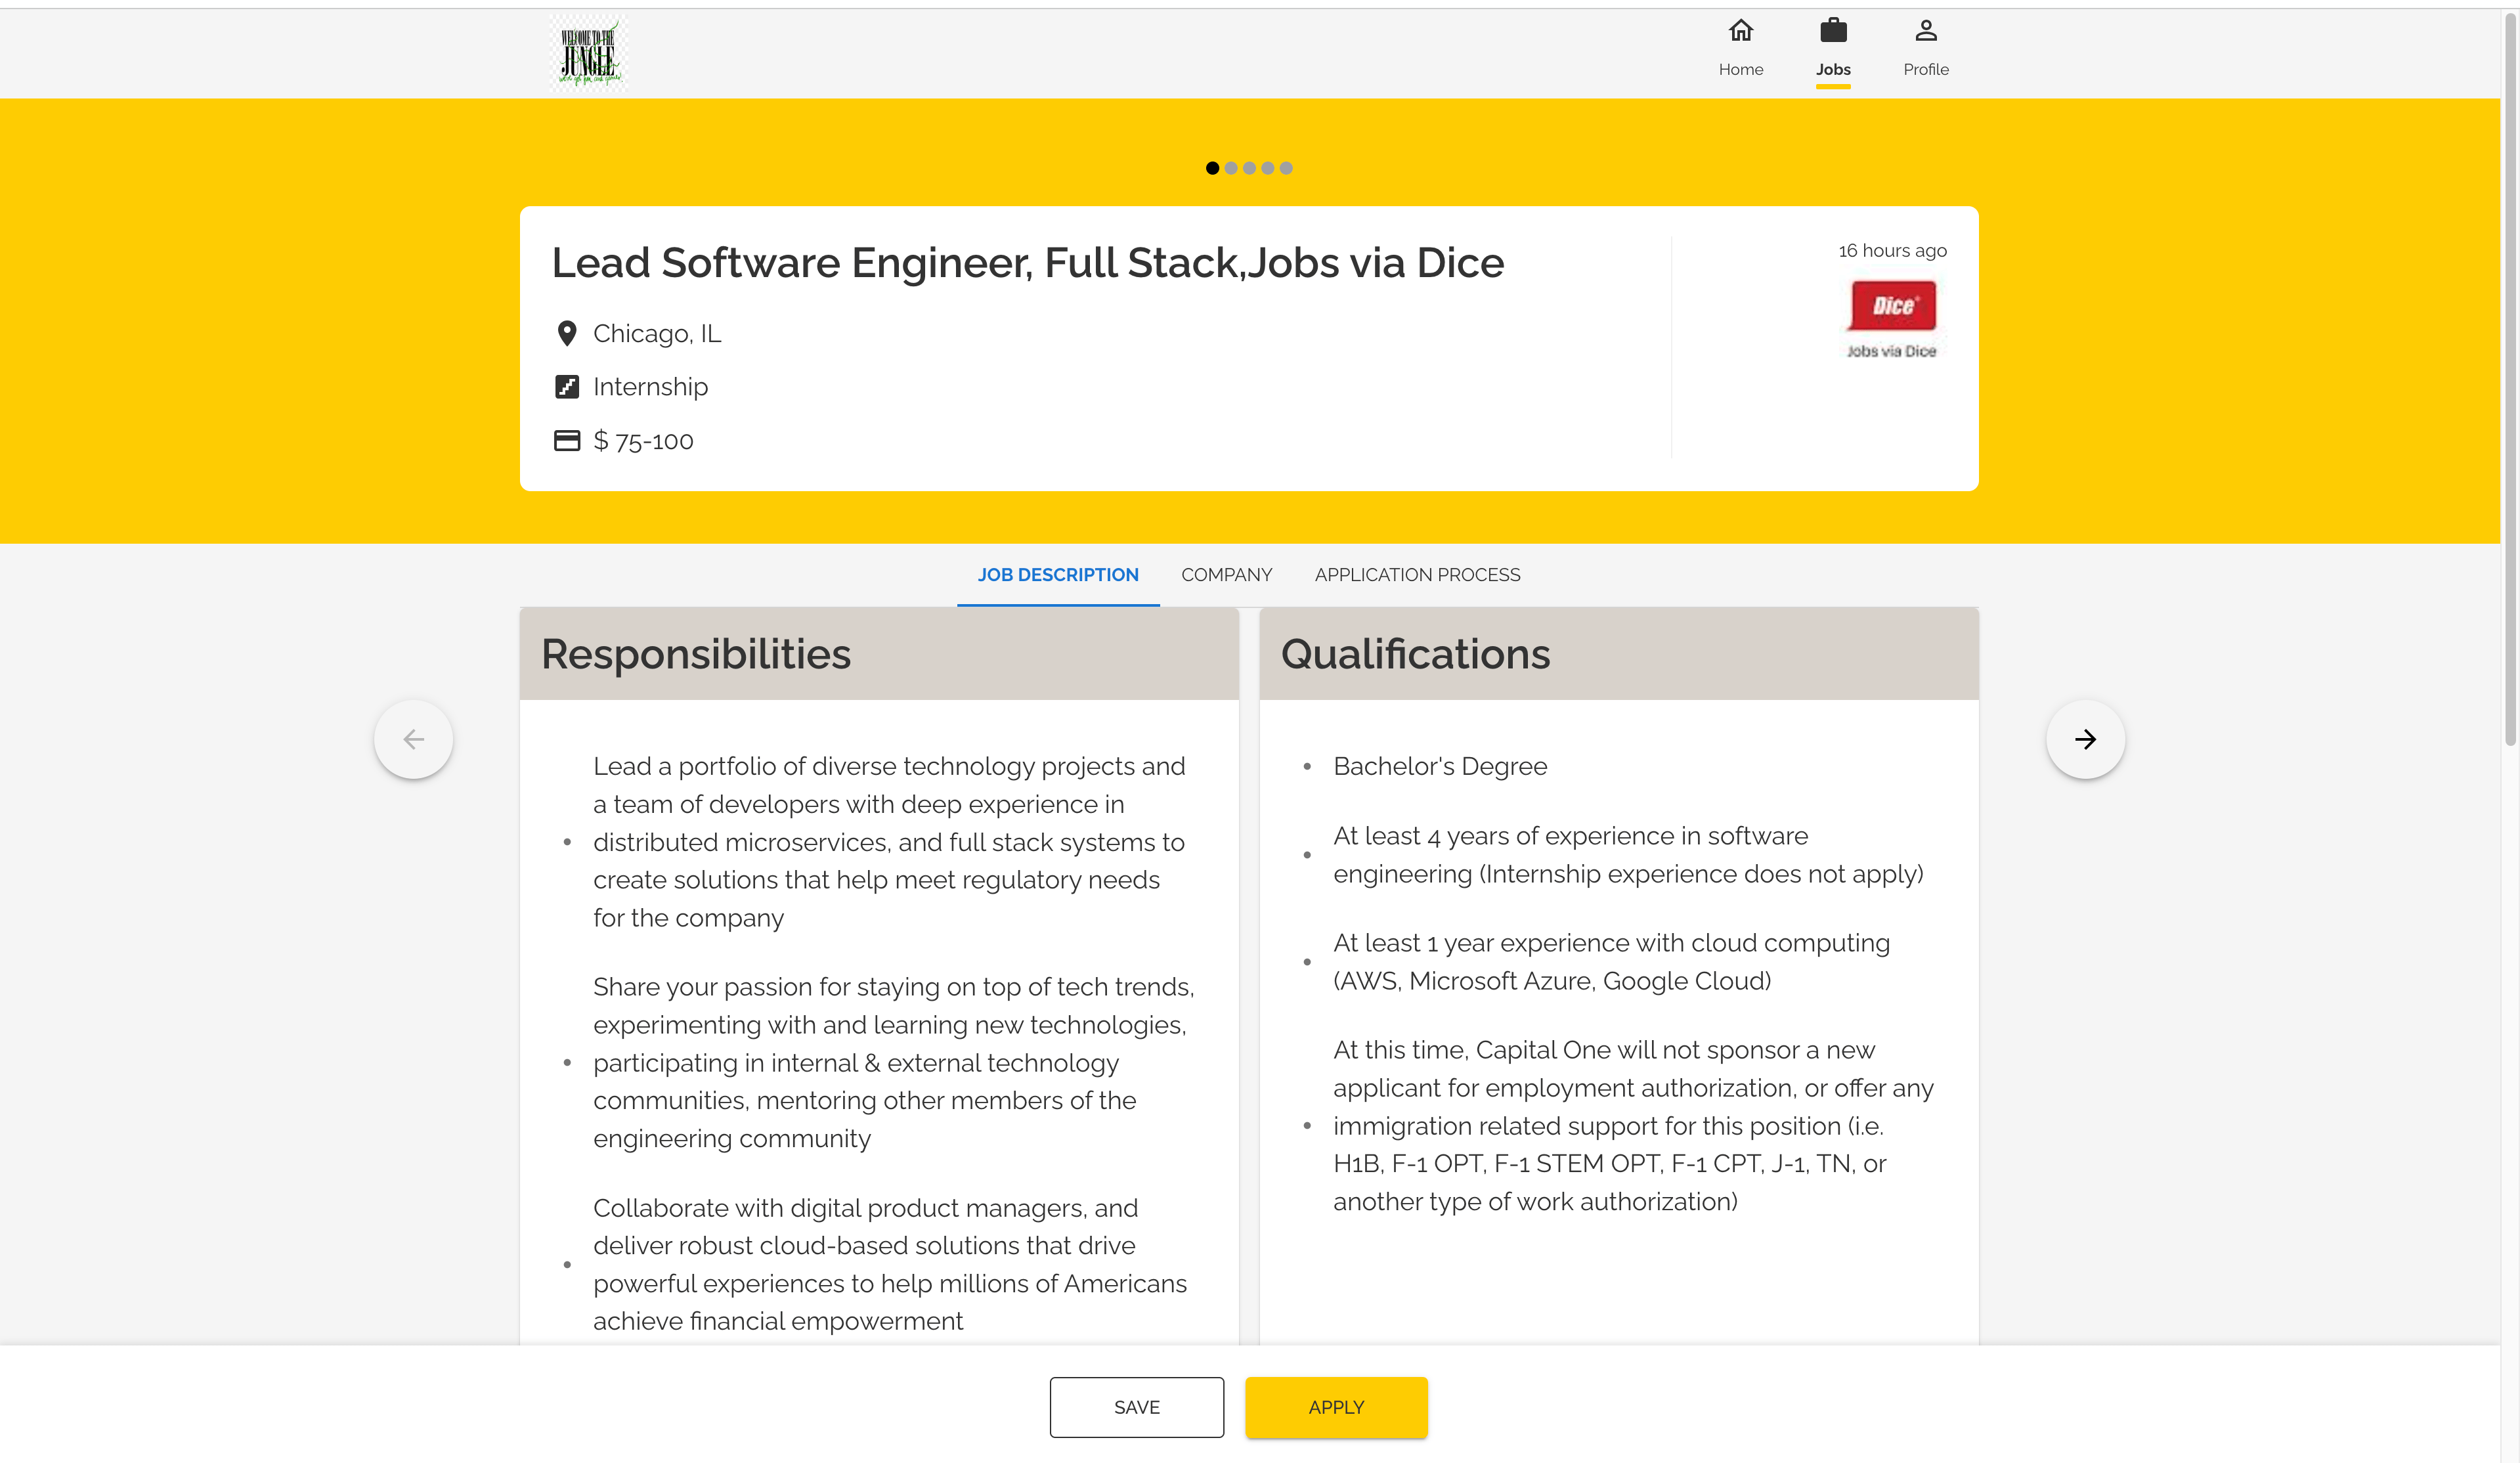 WELCOME TO THE
JUNGLE
Home
Jobs
Profile
Lead Software Engineer, Full Stack,Jobs via Dice
16 hours ago
Dice
Jobs via Dice
Chicago, IL
Internship
$ 75-100
JOB DESCRIPTION
COMPANY
APPLICATION PROCESS
Responsibilities
Lead a portfolio of diverse technology projects and
a team of developers with deep experience in
distributed microservices, and full stack systems to
create solutions that help meet regulatory needs
for the company
Share your passion for staying on top of tech trends,
experimenting with and learning new technologies,
participating in internal & external technology
communities, mentoring other members of the
engineering community
Collaborate with digital product managers, and
deliver robust cloud-based solutions that drive
powerful experiences to help millions of Americans
achieve financial empowerment
Qualifications
Bachelor's Degree
At least 4 years of experience in software
engineering (Internship experience does not apply)
At least 1 year experience with cloud computing
(AWS, Microsoft Azure, Google Cloud)
At this time, Capital One will not sponsor a new
applicant for employment authorization, or offer any
immigration related support for this position (i.e.
H1B, F-1 OPT, F-1 STEM OPT, F-1 CPT, J-1, TN, or
another type of work authorization)
SAVE
APPLY